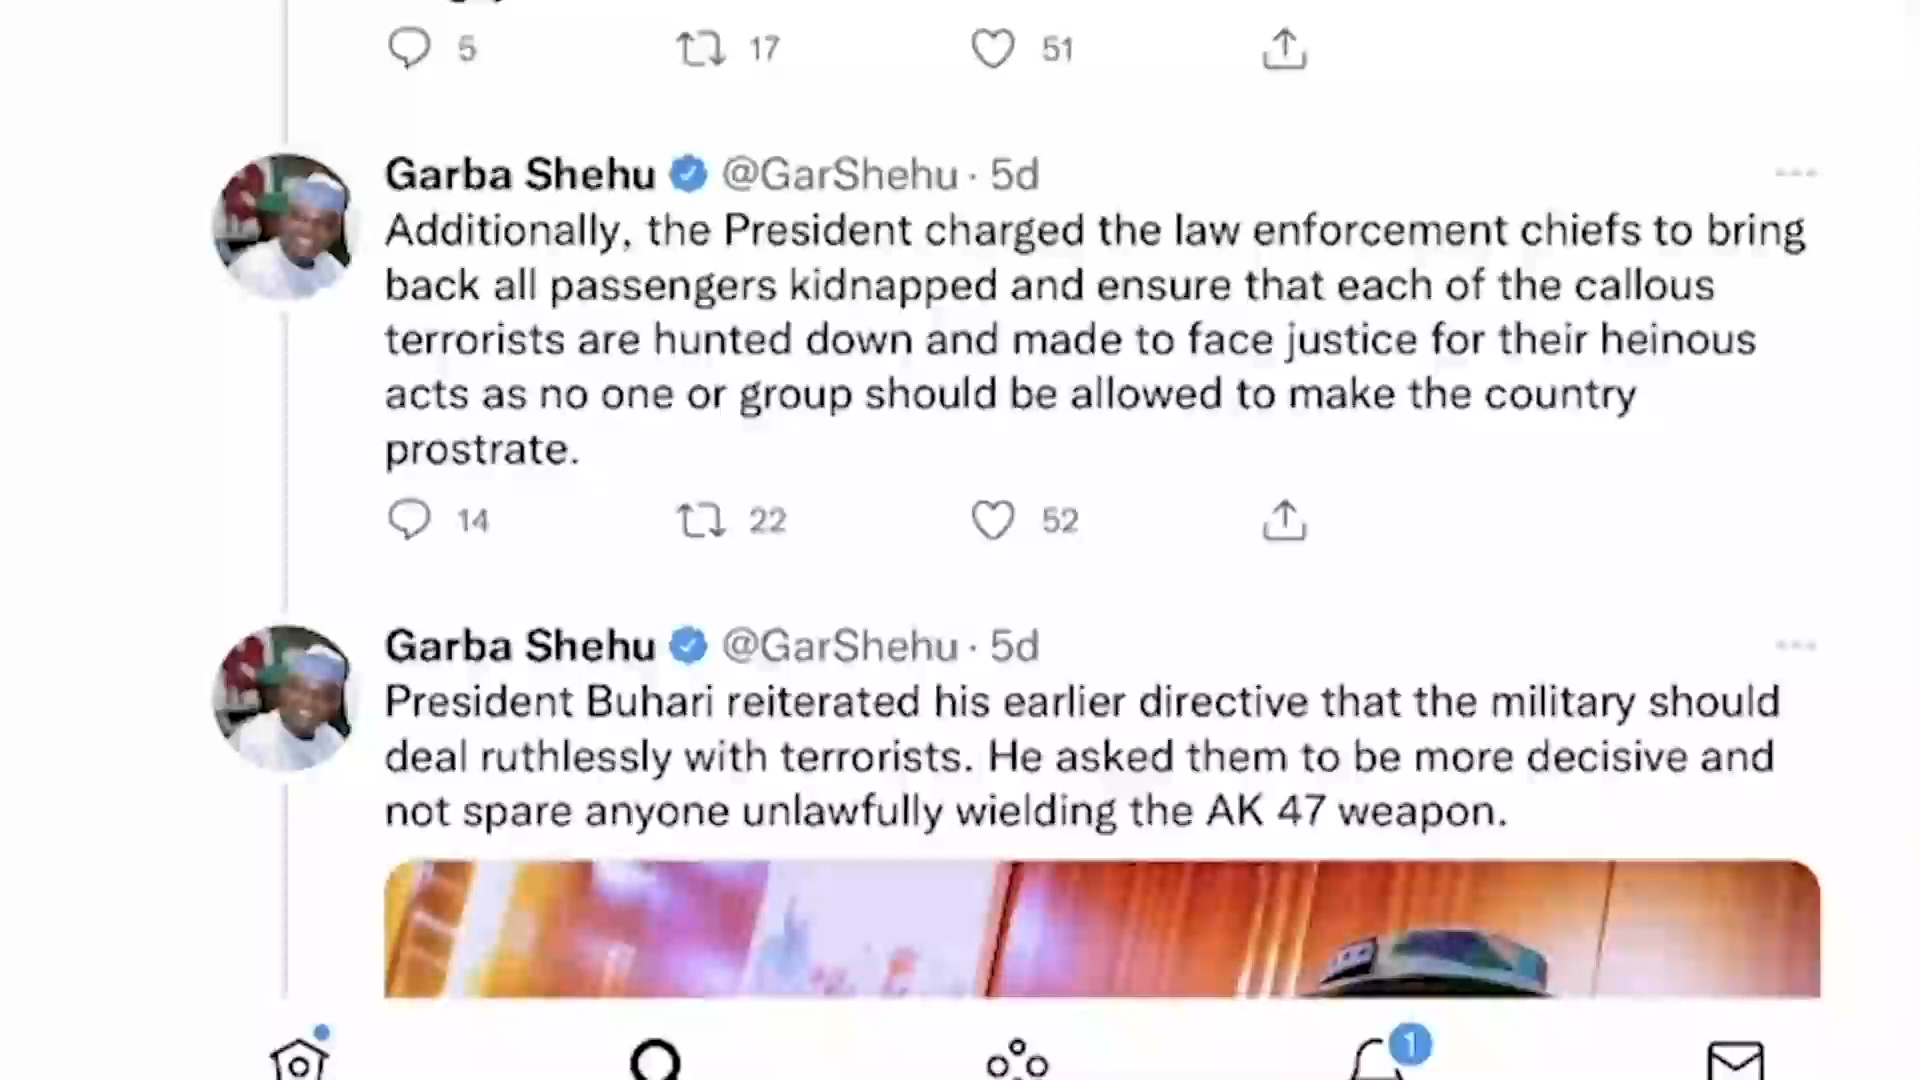 5 17 51
Garba Shehu @GarShehu · 5d
Additionally, the President charged the law enforcement chiefs to bring
back all passengers kidnapped and ensure that each of the callous
terrorists are hunted down and made to face justice for their heinous
acts as no one or group should be allowed to make the country
prostrate.
14 22 52
Garba Shehu @GarShehu · 5d
President Buhari reiterated his earlier directive that the military should
deal ruthlessly with terrorists. He asked them to be more decisive and
not spare anyone unlawfully wielding the AK 47 weapon.
1